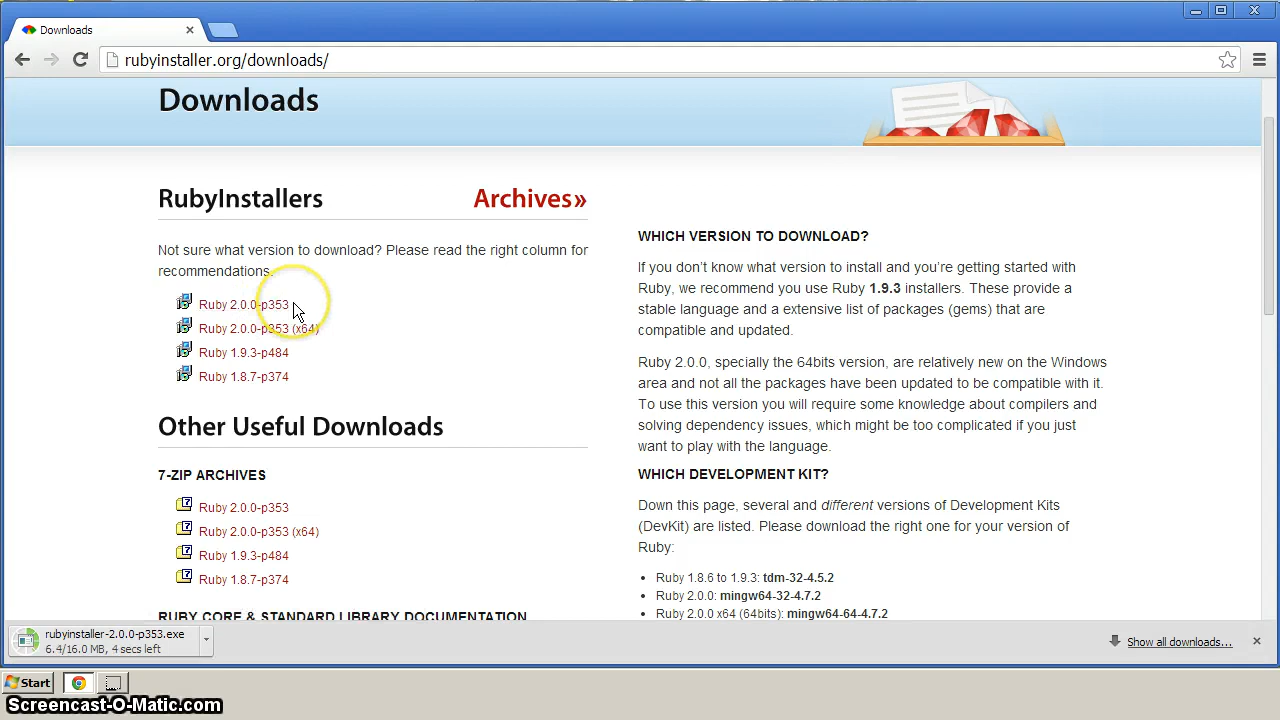 Downloads
rubyinstaller.org/downloads/
Downloads
RubyInstallers
Archives»
Not sure what version to download? Please read the right column for
recommendations.
Ruby 2.0.0-p353
Ruby 2.0.0-p353 (x64)
Ruby 1.9.3-p484
Ruby 1.8.7-p374
Other Useful Downloads
7-ZIP ARCHIVES
Ruby 2.0.0-p353
Ruby 2.0.0-p353 (x64)
Ruby 1.9.3-p484
Ruby 1.8.7-p374
RUBY CORE & STANDARD LIBRARY DOCUMENTATION
WHICH VERSION TO DOWNLOAD?
If you don’t know what version to install and you’re getting started with
Ruby, we recommend you use Ruby 1.9.3 installers. These provide a
stable language and a extensive list of packages (gems) that are
compatible and updated.
Ruby 2.0.0, specially the 64bits version, are relatively new on the Windows
area and not all the packages have been updated to be compatible with it.
To use this version you will require some knowledge about compilers and
solving dependency issues, which might be too complicated if you just
want to play with the language.
WHICH DEVELOPMENT KIT?
Down this page, several and different versions of Development Kits
(DevKit) are listed. Please download the right one for your version of
Ruby:
• Ruby 1.8.6 to 1.9.3: tdm-32-4.5.2
• Ruby 2.0.0: mingw64-32-4.7.2
• Ruby 2.0.0 x64 (64bits): mingw64-64-4.7.2
rubyinstaller-2.0.0-p353.exe
6.4/16.0 MB, 4 secs left
Show all downloads...
Start
Screencast-O-Matic.com